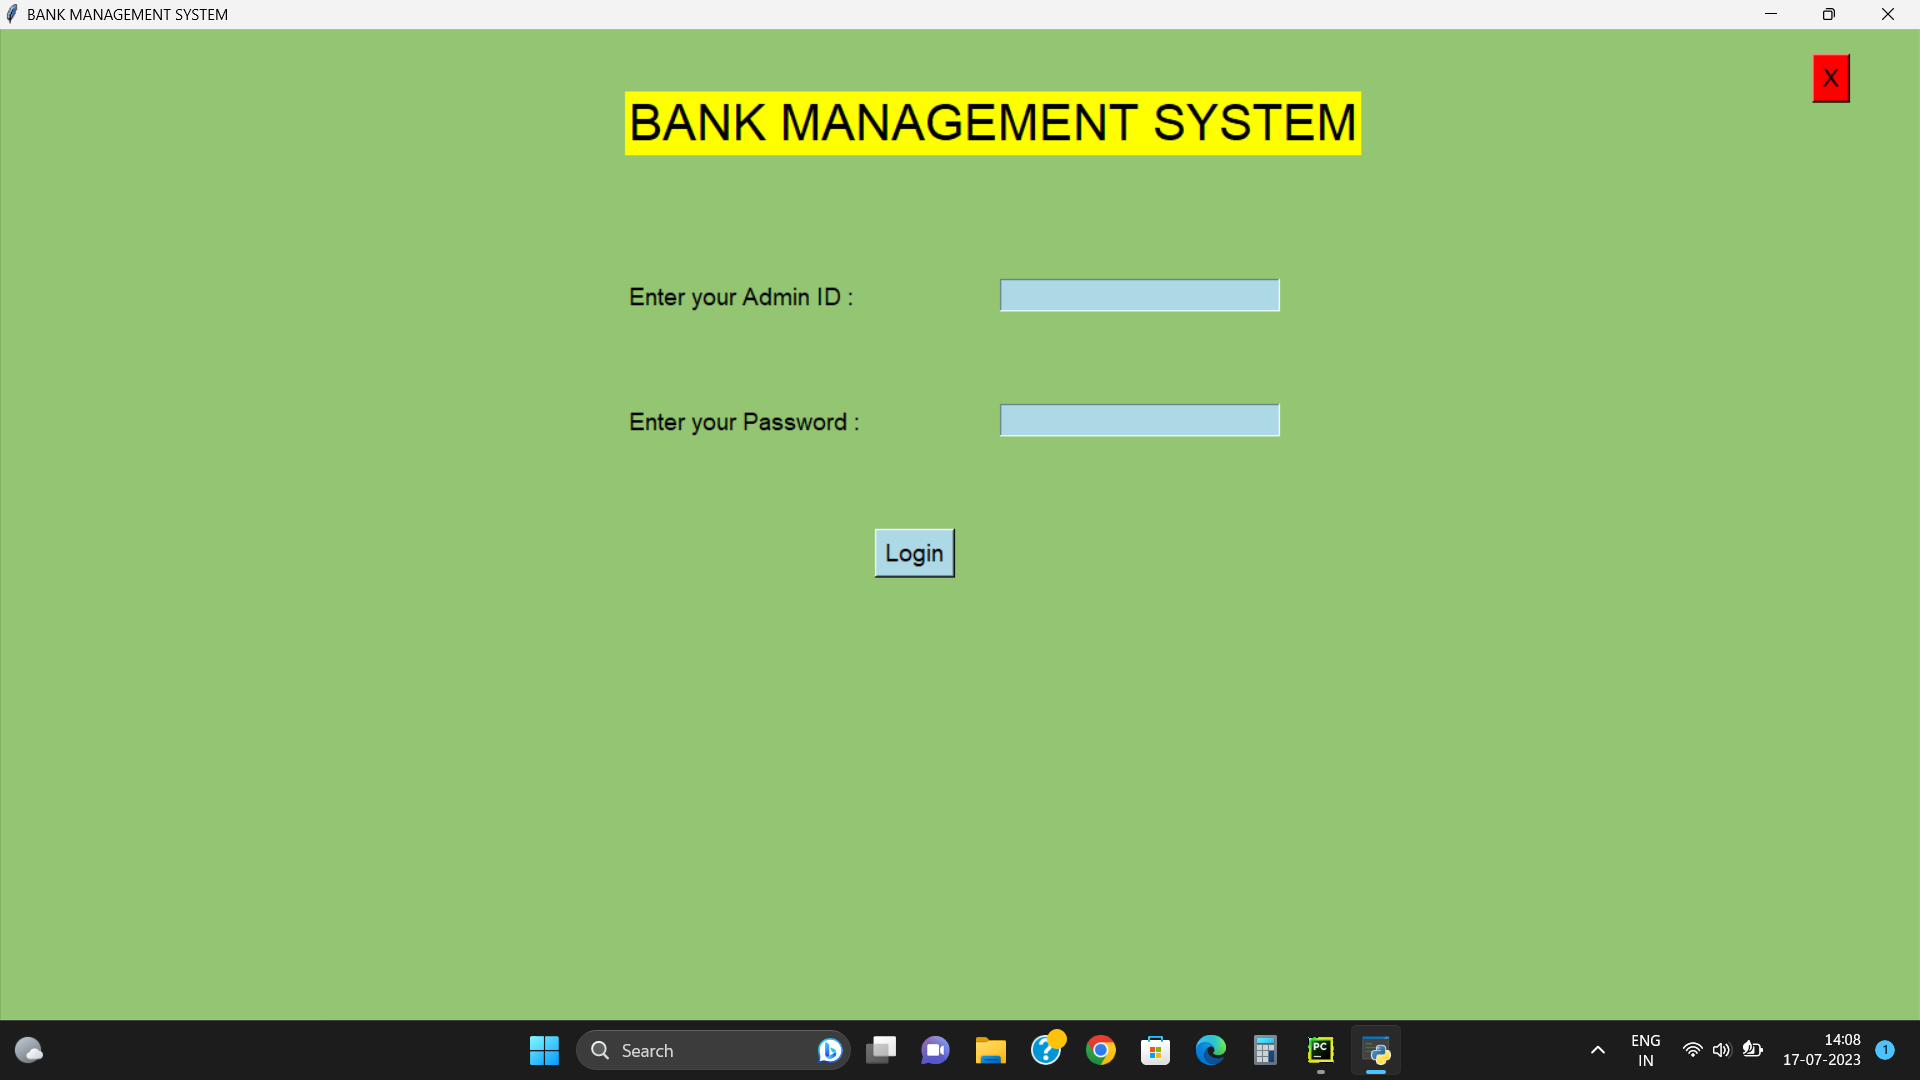 BANK MANAGEMENT SYSTEM
X
BANK MANAGEMENT SYSTEM
Enter your Admin ID :
Enter your Password :
Login
Search
PC
ENG
IN
14:08
17-07-2023
1